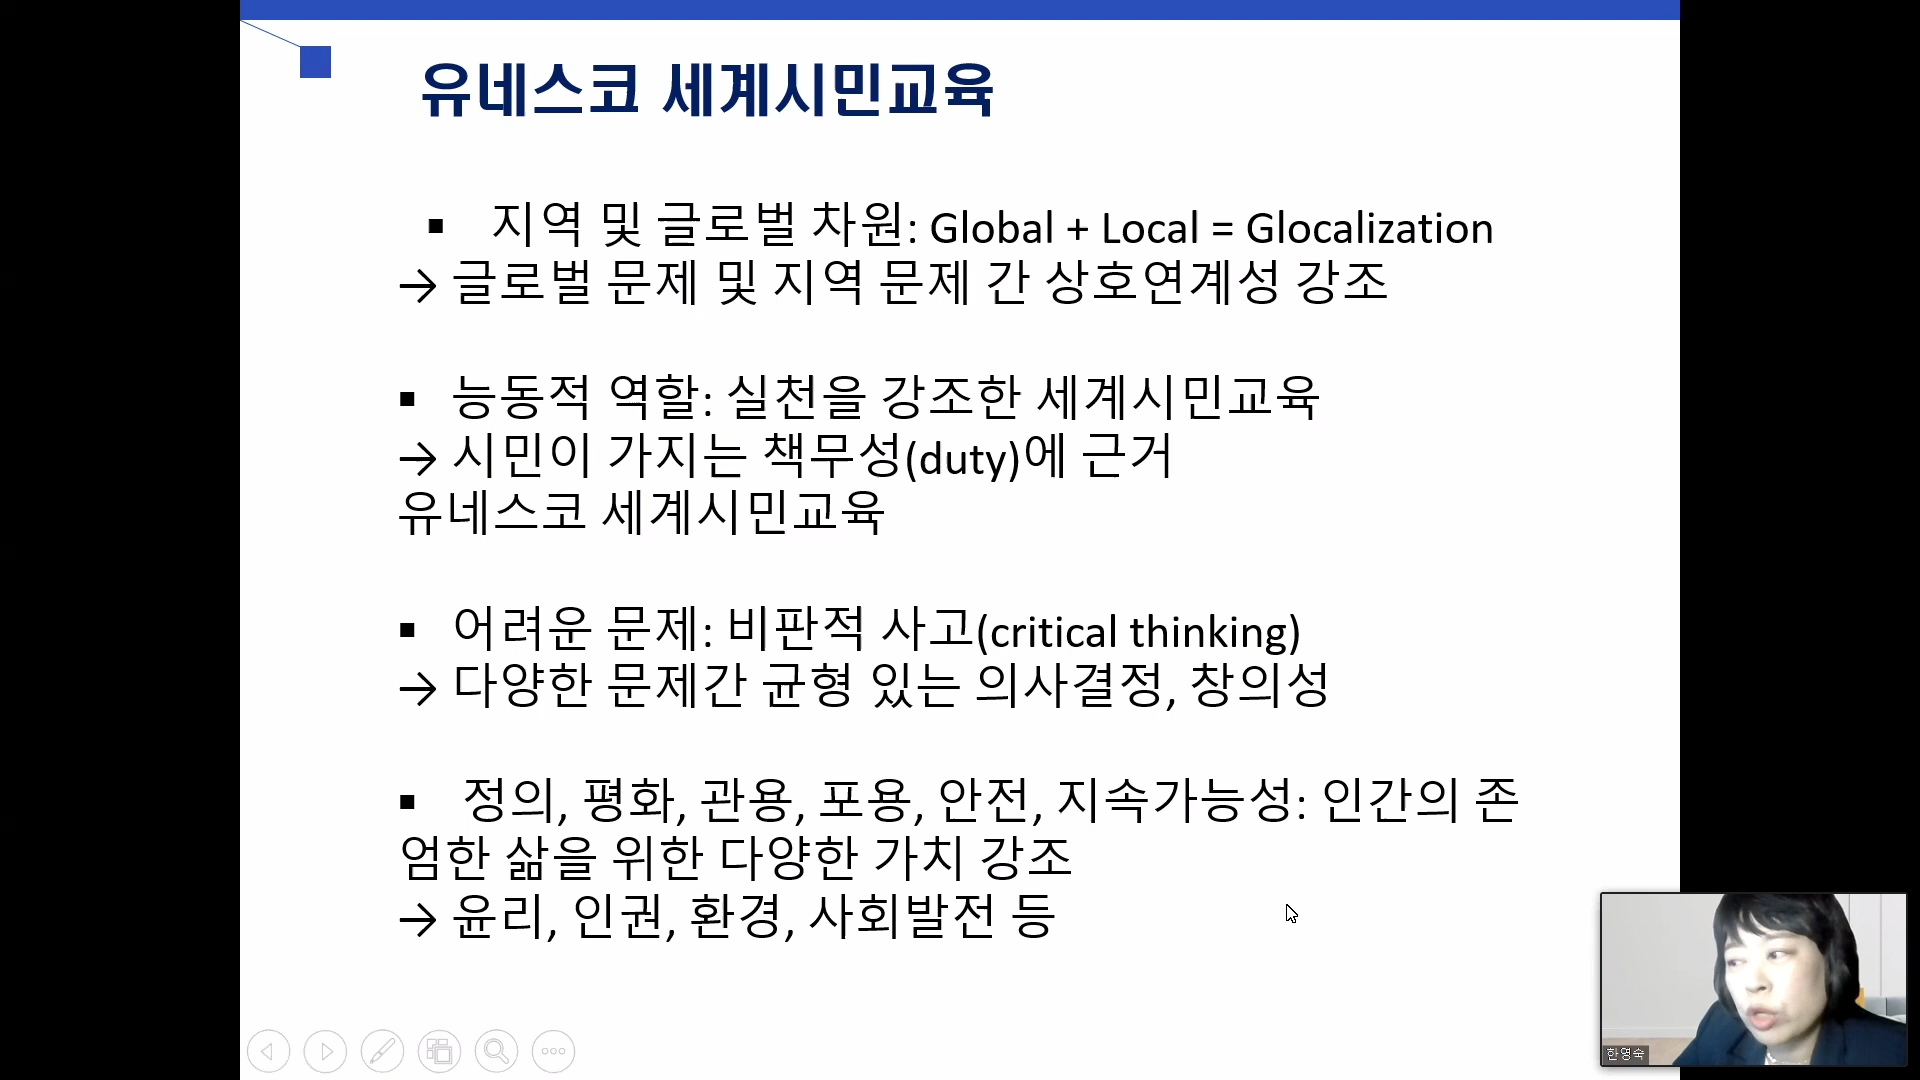 유네스코 세계시민교육
▪ 지역 및 글로벌 차원: Global + Local = Glocalization
→ 글로벌 문제 및 지역 문제 간 상호연계성 강조
▪ 능동적 역할: 실천을 강조한 세계시민교육
→ 시민이 가지는 책무성(duty)에 근거
유네스코 세계시민교육
▪ 어려운 문제: 비판적 사고(critical thinking)
→ 다양한 문제간 균형 있는 의사결정, 창의성
▪ 정의, 평화, 관용, 포용, 안전, 지속가능성: 인간의 존
엄한 삶을 위한 다양한 가치 강조
→ 윤리, 인권, 환경, 사회발전 등
한영숙